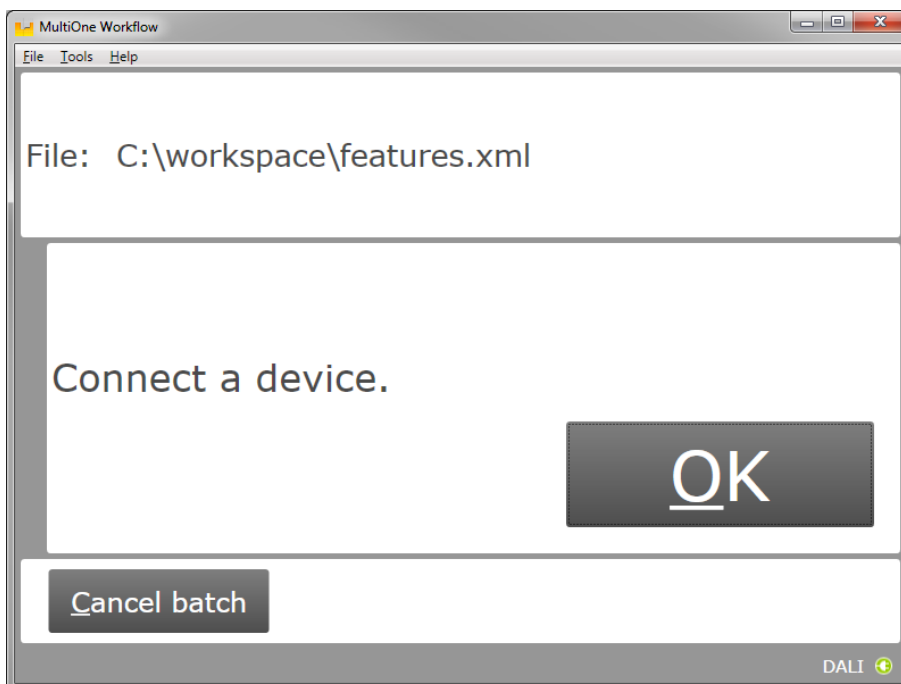 MultiOne Workflow
File Tools Help
File: C:\workspace\features.xml
Connect a device.
OK
Cancel batch
DALI